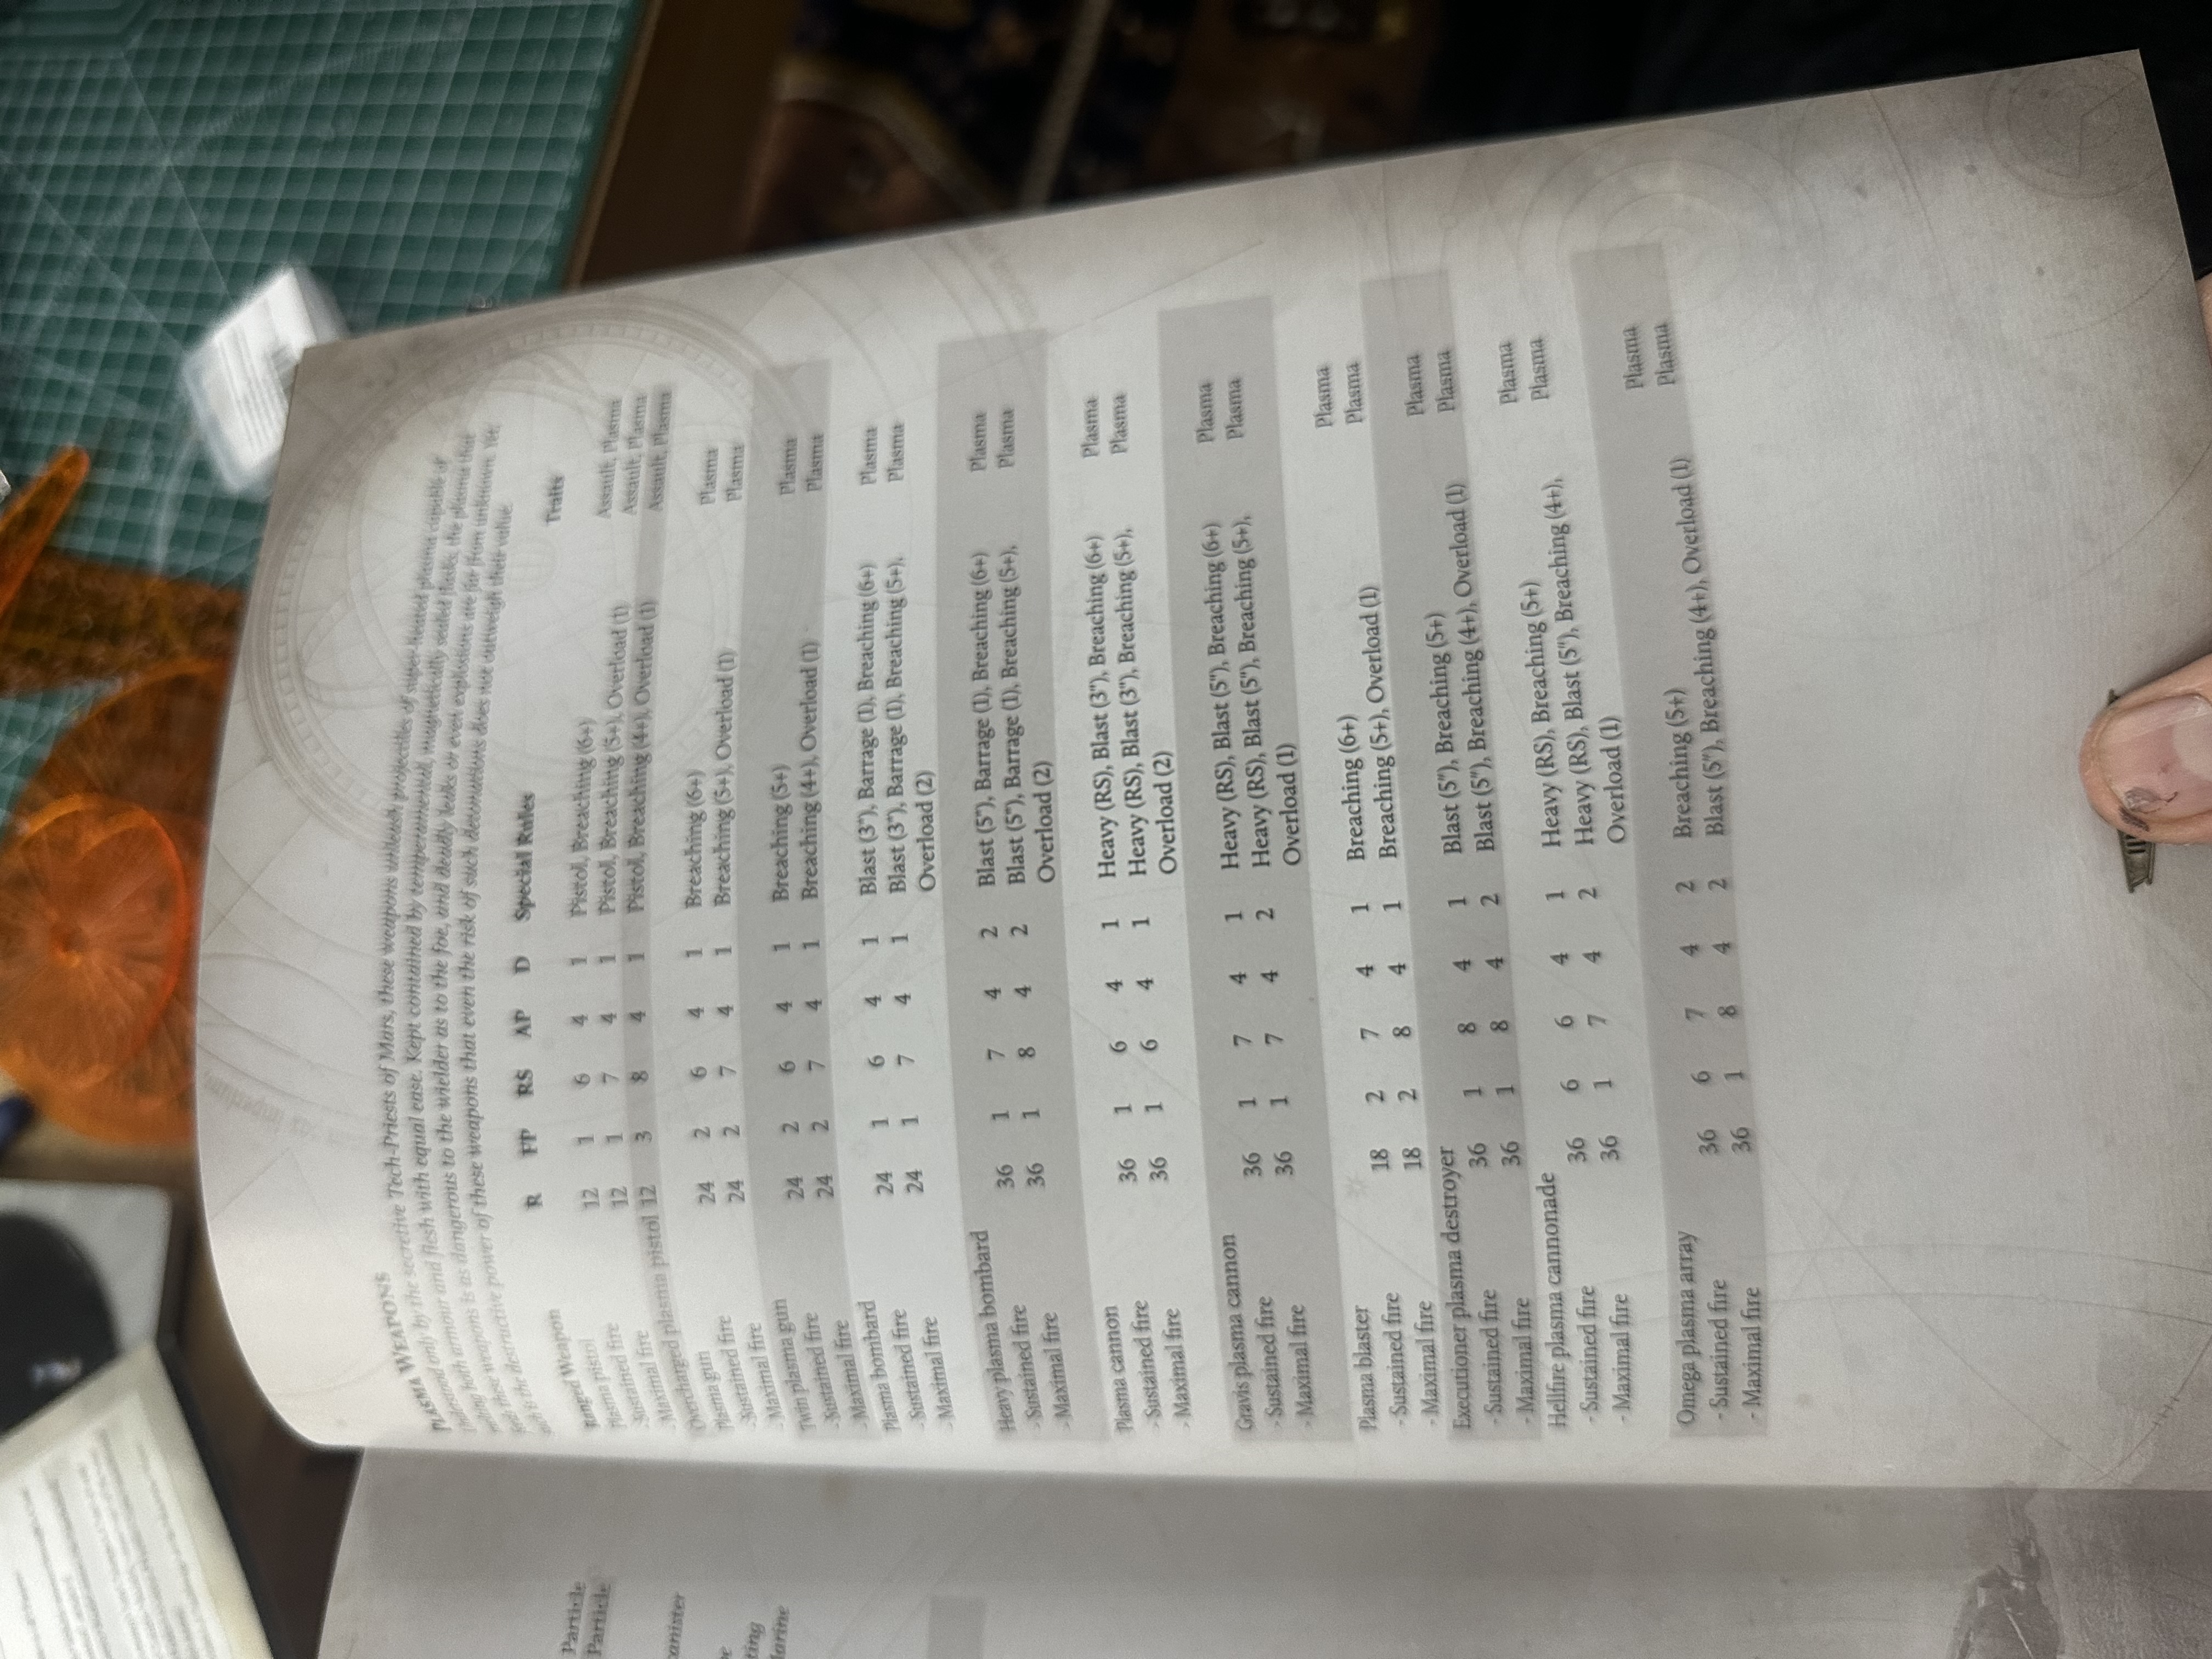 Particle
Particle
canister
ting
Marine
PLASMA WEAPONS
Understood only by the secretive Tech-Priests of Mars, these weapons unleash projectiles of super-heated plasma capable of
melting both armour and flesh with equal ease. Kept contained by temperamental, magnetically sealed flasks, the plasma that
feeds these weapons is as dangerous to the wielder as to the foe, and deadly leaks or even explosions are far from unknown. Yet,
such is the destructive power of these weapons that even the risk of such detonations does not outweigh their value.
Ranged Weapon R FP RS AP D Special Rules Traits
Plasma pistol
- Sustained fire 12 1 6 4 1 Pistol, Breaching (6+) Assault, Plasma
- Maximal fire 12 1 7 4 1 Pistol, Breaching (5+), Overload (1) Assault, Plasma
Overcharged plasma pistol 12 3 8 4 1 Pistol, Breaching (4+), Overload (1) Assault, Plasma
Plasma gun
- Sustained fire 24 2 6 4 1 Breaching (6+) Plasma
- Maximal fire 24 2 7 4 1 Breaching (5+), Overload (1) Plasma
Twin plasma gun
- Sustained fire 24 2 6 4 1 Breaching (5+) Plasma
- Maximal fire 24 2 7 4 1 Breaching (4+), Overload (1) Plasma
Plasma bombard
- Sustained fire 24 1 6 4 1 Blast (3"), Barrage (1), Breaching (6+) Plasma
- Maximal fire 24 1 7 4 1 Blast (3"), Barrage (1), Breaching (5+), Plasma
Overload (2)
Heavy plasma bombard
- Sustained fire 36 1 7 4 2 Blast (5"), Barrage (1), Breaching (6+) Plasma
- Maximal fire 36 1 8 4 2 Blast (5"), Barrage (1), Breaching (5+), Plasma
Overload (2)
Plasma cannon
- Sustained fire 36 1 6 4 1 Heavy (RS), Blast (3"), Breaching (6+) Plasma
- Maximal fire 36 1 6 4 1 Heavy (RS), Blast (3"), Breaching (5+), Plasma
Overload (2)
Gravis plasma cannon
- Sustained fire 36 1 7 4 1 Heavy (RS), Blast (5"), Breaching (6+) Plasma
- Maximal fire 36 1 7 4 2 Heavy (RS), Blast (5"), Breaching (5+), Plasma
Overload (1)
Plasma blaster
- Sustained fire 18 2 7 4 1 Breaching (6+) Plasma
- Maximal fire 18 2 8 4 1 Breaching (5+), Overload (1) Plasma
Executioner plasma destroyer
- Sustained fire 36 1 8 4 1 Blast (5"), Breaching (5+) Plasma
- Maximal fire 36 1 8 4 2 Blast (5"), Breaching (4+), Overload (1) Plasma
Hellfire plasma cannonade
- Sustained fire 36 6 6 4 1 Heavy (RS), Breaching (5+) Plasma
- Maximal fire 36 1 7 4 2 Heavy (RS), Blast (5"), Breaching (4+), Plasma
Overload (1)
Omega plasma array
- Sustained fire 36 6 7 4 2 Breaching (5+) Plasma
- Maximal fire 36 1 8 4 2 Blast (5"), Breaching (4+), Overload (1) Plasma